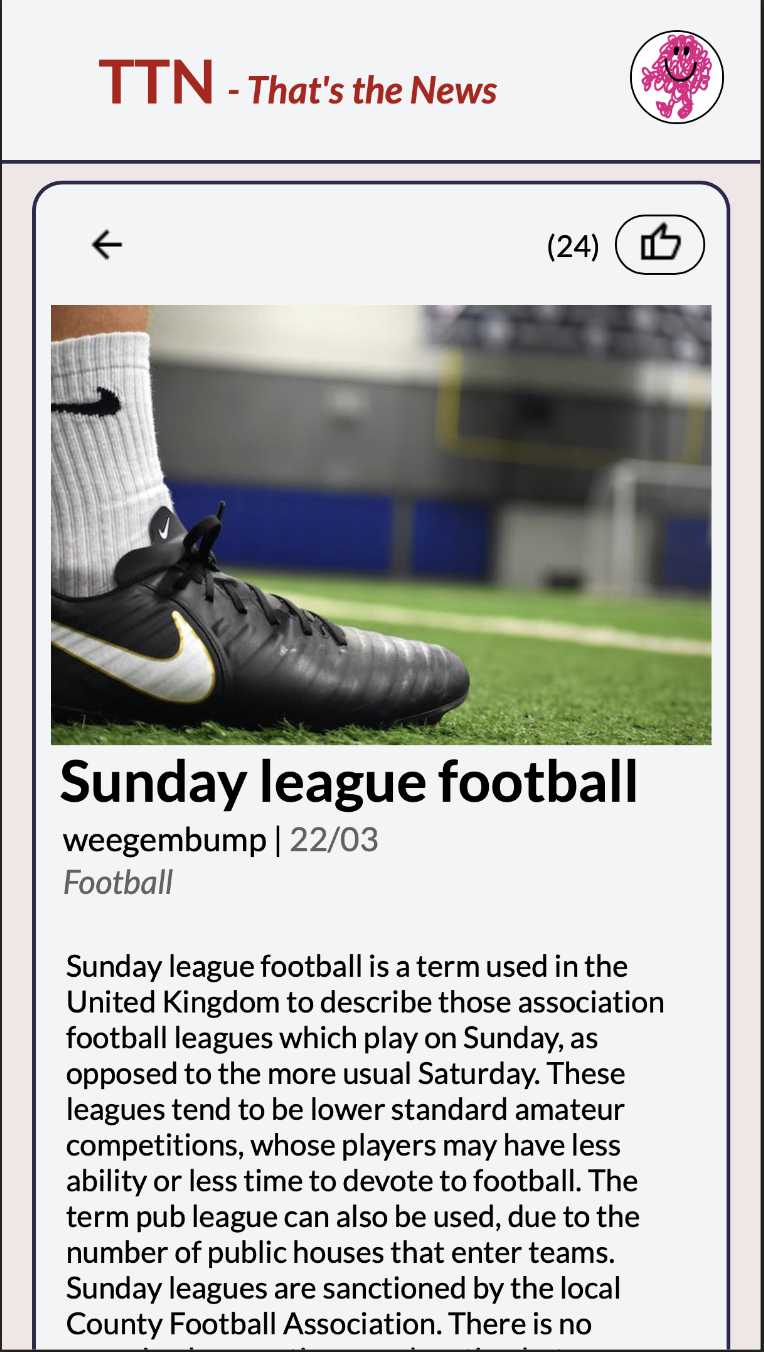 TTN - That's the News
(24)
Sunday league football
weegembump | 22/03
Football
Sunday league football is a term used in the
United Kingdom to describe those association
football leagues which play on Sunday, as
opposed to the more usual Saturday. These
leagues tend to be lower standard amateur
competitions, whose players may have less
ability or less time to devote to football. The
term pub league can also be used, due to the
number of public houses that enter teams.
Sunday leagues are sanctioned by the local
County Football Association. There is no